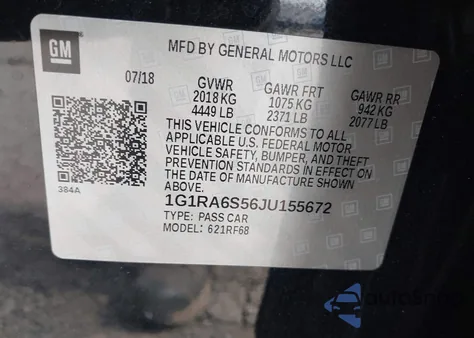 GM
MFD BY GENERAL MOTORS LLC
07/18 GVWR GAWR FRT GAWR RR
2018 KG 1075 KG 942 KG
4449 LB 2371 LB 2077 LB
THIS VEHICLE CONFORMS TO ALL
APPLICABLE U.S. FEDERAL MOTOR
VEHICLE SAFETY, BUMPER, AND THEFT
PREVENTION STANDARDS IN EFFECT ON
THE DATE OF MANUFACTURE SHOWN
ABOVE.
384A
1G1RA6S56JU155672
TYPE: PASS CAR
MODEL: 621RF68